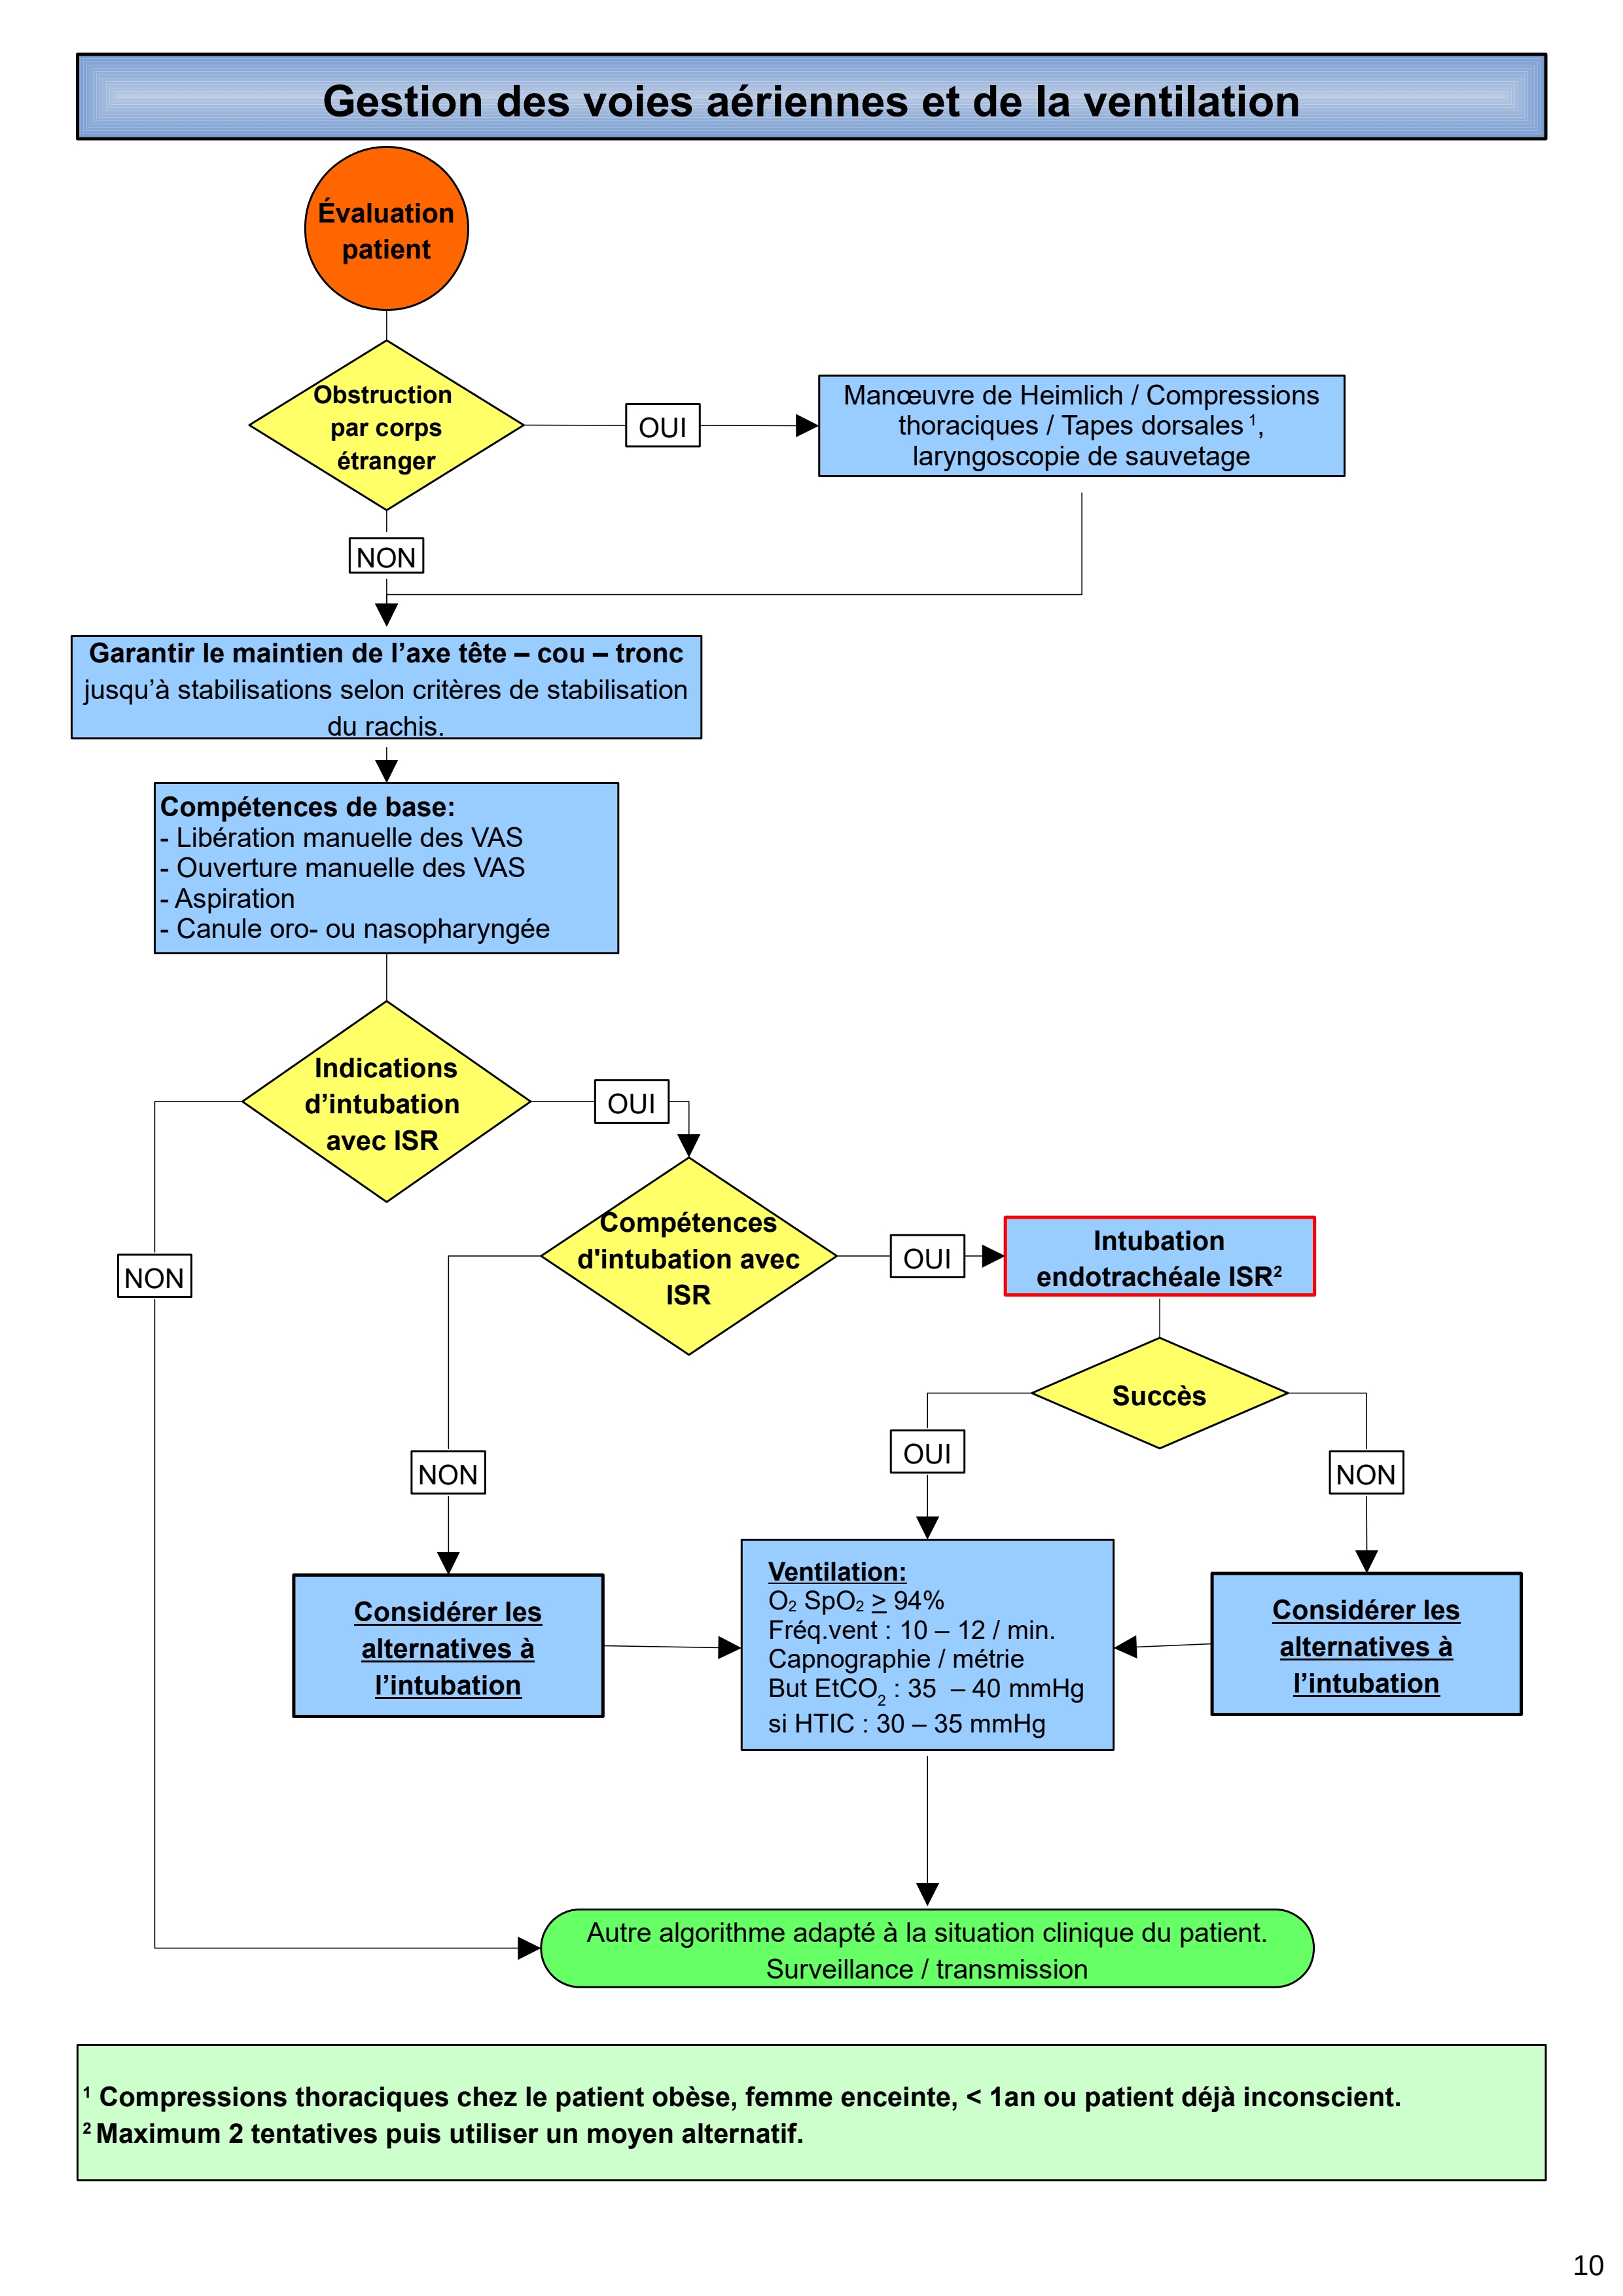 Gestion des voies aériennes et de la ventilation
Évaluation
patient
Obstruction
par corps
étranger
OUI
Manœuvre de Heimlich / Compressions
thoraciques / Tapes dorsales ¹,
laryngoscopie de sauvetage
NON
Garantir le maintien de l’axe tête – cou – tronc
jusqu’à stabilisations selon critères de stabilisation
du rachis.
Compétences de base:
- Libération manuelle des VAS
- Ouverture manuelle des VAS
- Aspiration
- Canule oro- ou nasopharyngée
Indications
d’intubation
avec ISR
OUI
NON
Compétences
d'intubation avec
ISR
OUI
Intubation
endotrachéale ISR²
Succès
OUI
NON
NON
Considérer les
alternatives à
l’intubation
Ventilation:
O₂ SpO₂ ≥ 94%
Fréq.vent : 10 – 12 / min.
Capnographie / métrie
But EtCO₂ : 35 – 40 mmHg
si HTIC : 30 – 35 mmHg
Considérer les
alternatives à
l’intubation
Autre algorithme adapté à la situation clinique du patient.
Surveillance / transmission
¹ Compressions thoraciques chez le patient obèse, femme enceinte, < 1an ou patient déjà inconscient.
² Maximum 2 tentatives puis utiliser un moyen alternatif.
10